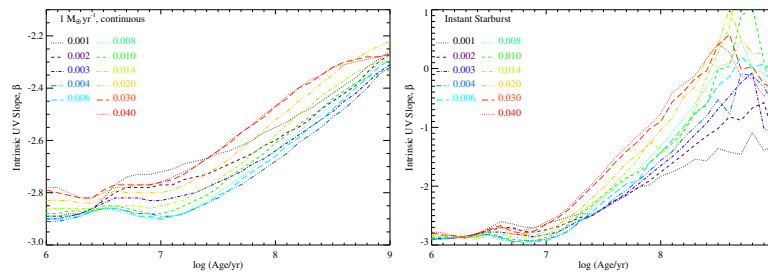 1 M⊙ yr⁻¹, continuous
0.001 0.008
0.002 0.010
0.003 0.014
0.004 0.020
0.006 0.030
0.040
Intrinsic UV Slope, β
-2.2
-2.4
-2.6
-2.8
-3.0
6 7 8 9
log (Age/yr)
Instant Starburst
0.001 0.008
0.002 0.010
0.003 0.014
0.004 0.020
0.006 0.030
0.040
Intrinsic UV Slope, β
1
0
-1
-2
-3
6 7 8
log (Age/yr)